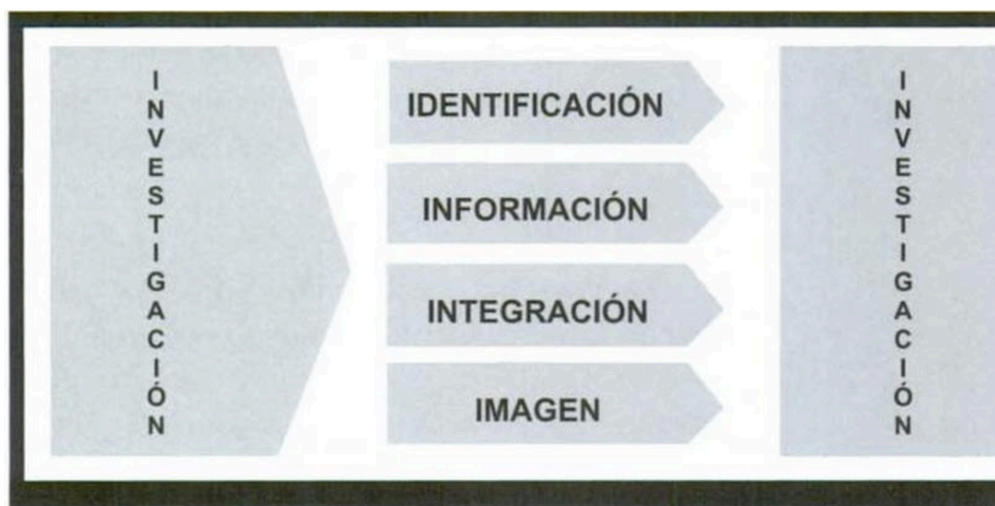 INVESTIGACIÓN
IDENTIFICACIÓN
INFORMACIÓN
INTEGRACIÓN
IMAGEN
INVESTIGACIÓN